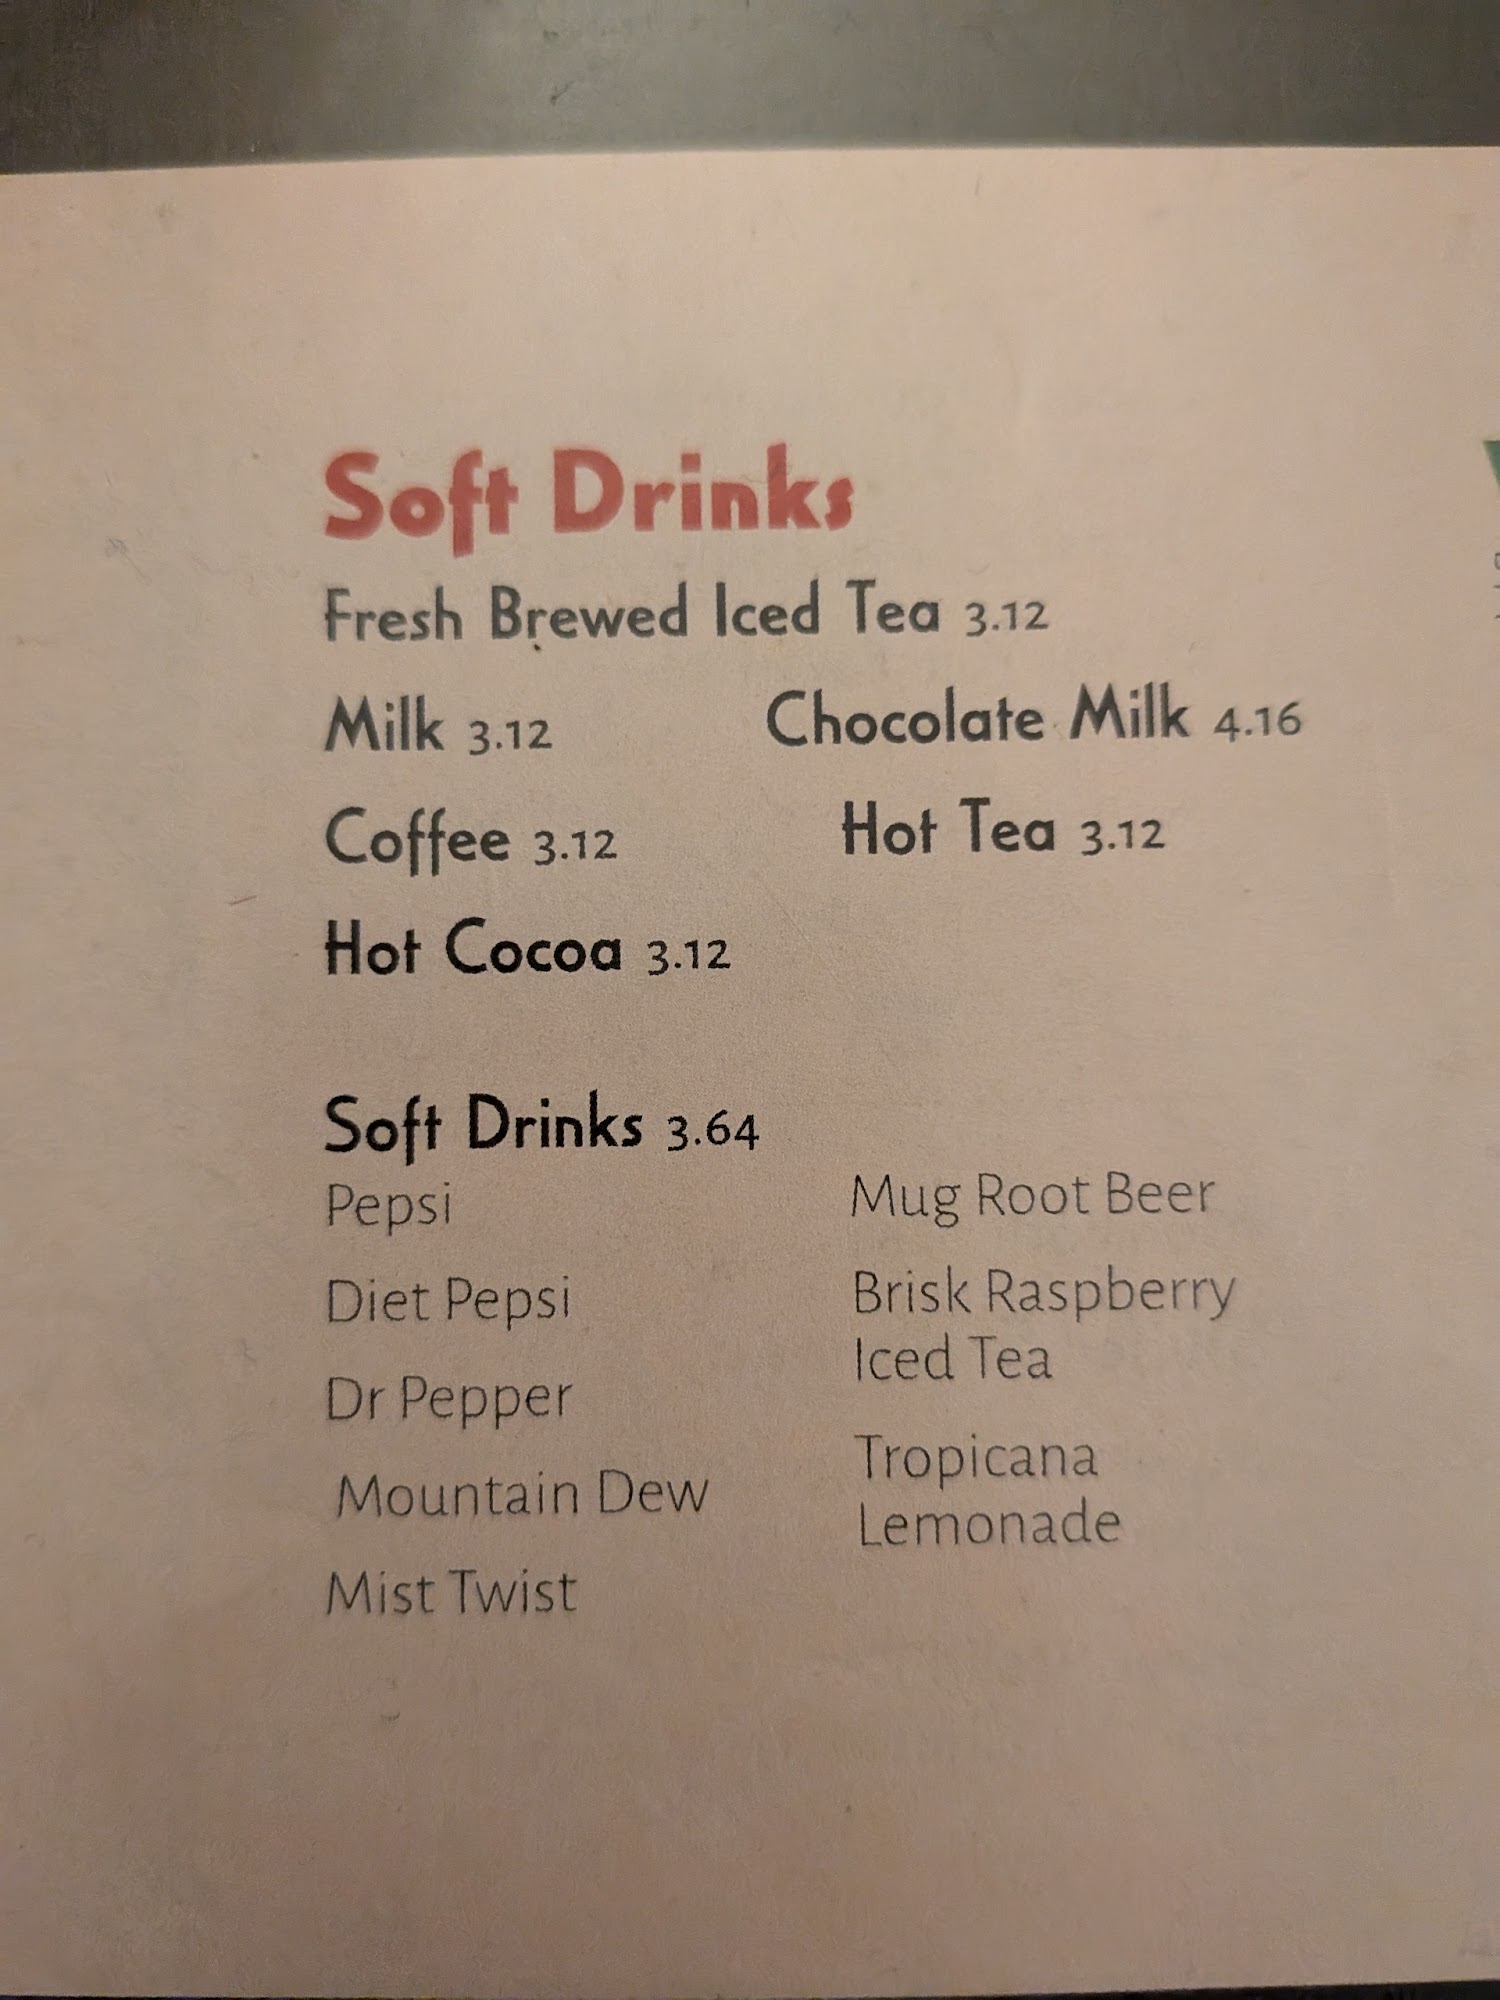 Soft Drinks
Fresh Brewed Iced Tea 3.12
Milk 3.12
Chocolate Milk 4.16
Coffee 3.12
Hot Tea 3.12
Hot Cocoa 3.12
Soft Drinks 3.64
Pepsi
Diet Pepsi
Dr Pepper
Mountain Dew
Mist Twist
Mug Root Beer
Brisk Raspberry
Iced Tea
Tropicana
Lemonade